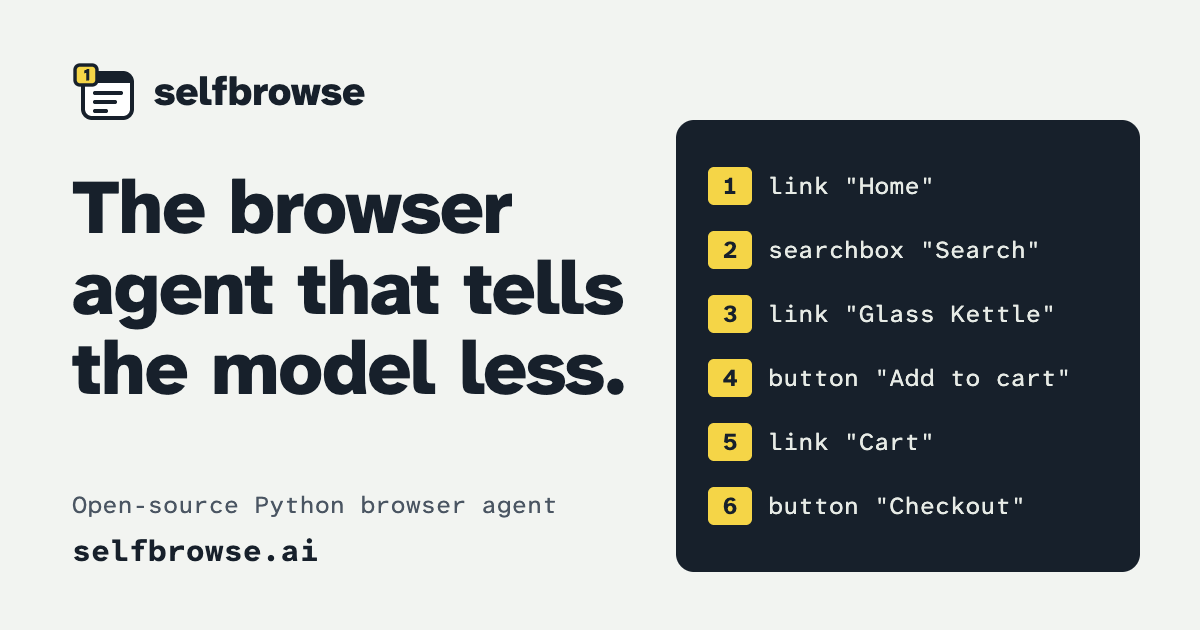 1
selfbrowse
The browser
agent that tells
the model less.
Open-source Python browser agent
selfbrowse.ai
1 link "Home"
2 searchbox "Search"
3 link "Glass Kettle"
4 button "Add to cart"
5 link "Cart"
6 button "Checkout"